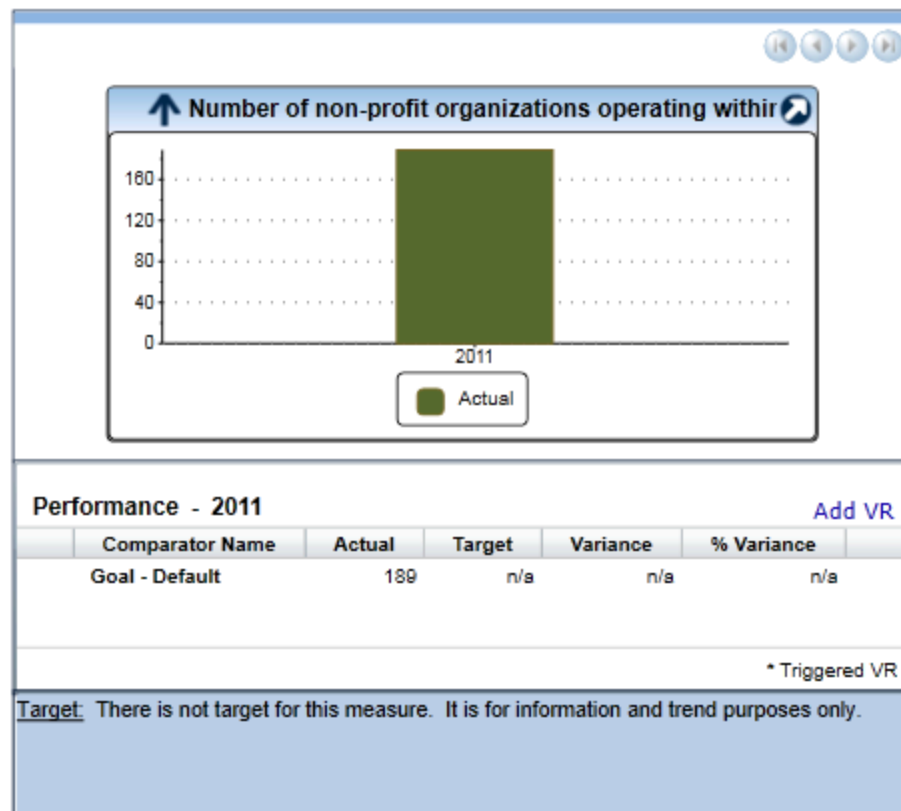 Number of non-profit organizations operating within
160
120
80
40
0
2011
Actual
Performance - 2011
Add VR
Comparator Name Actual Target Variance % Variance
Goal - Default 189 n/a n/a n/a
* Triggered VR
Target: There is not target for this measure. It is for information and trend purposes only.